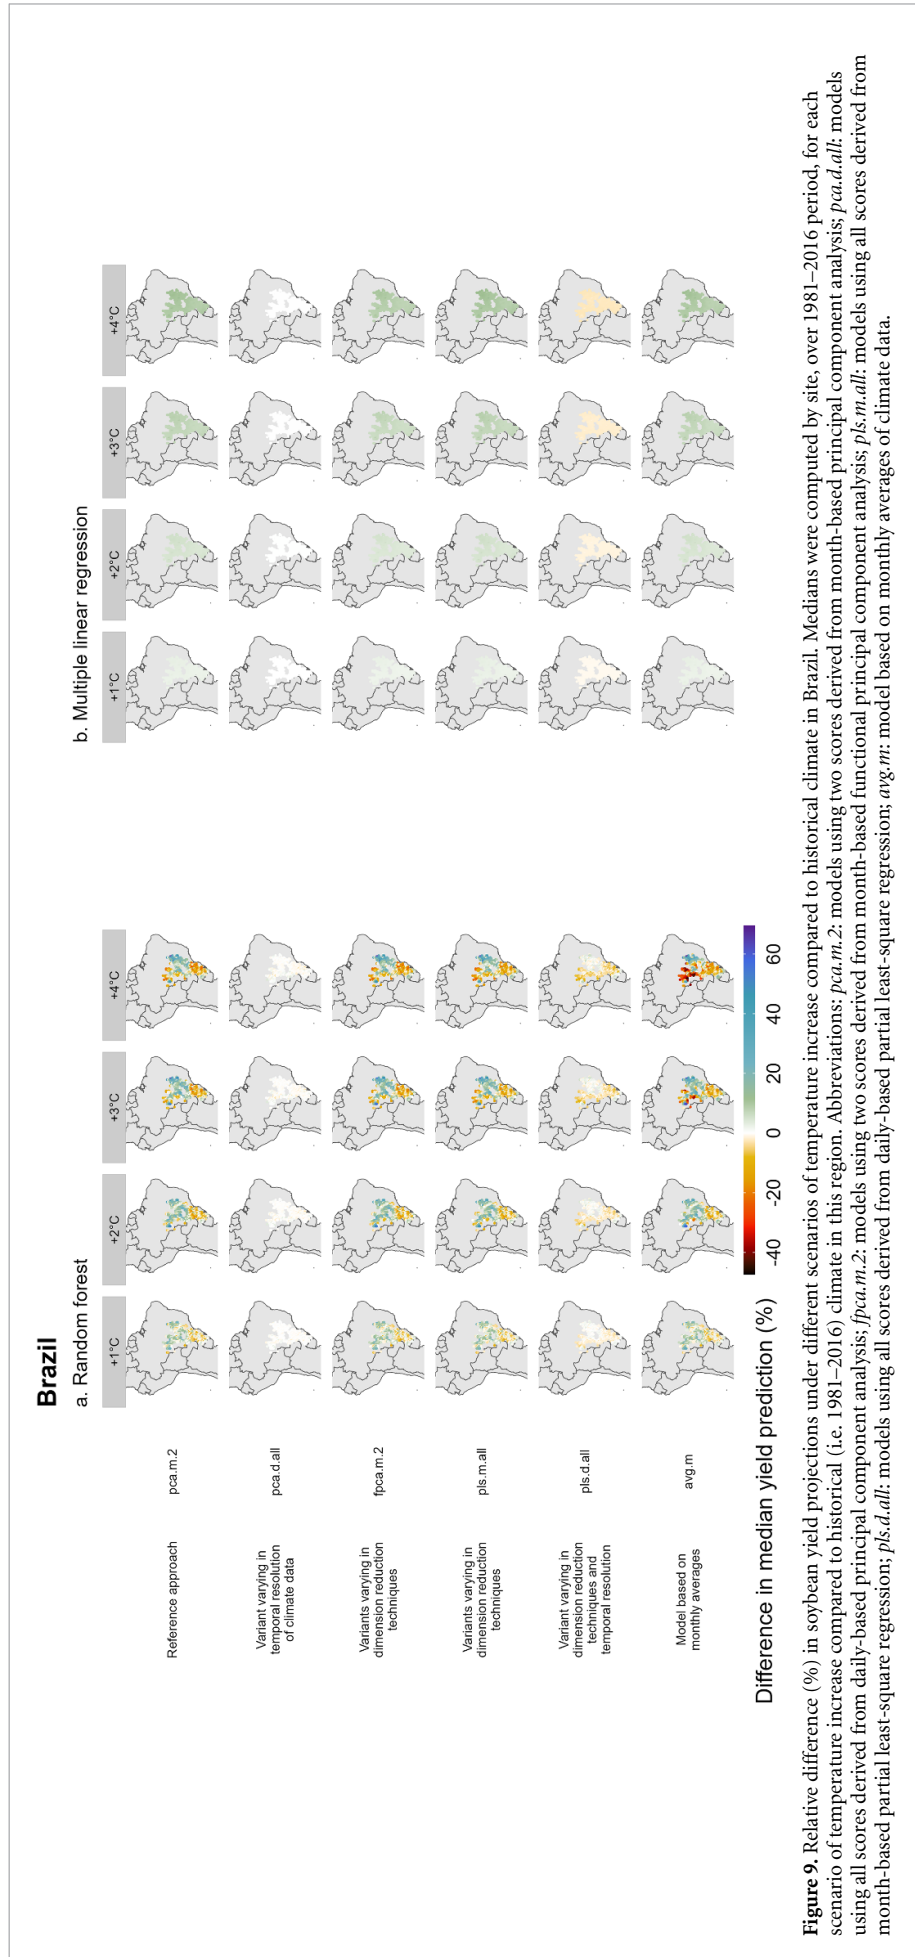 Brazil
a. Random forest
b. Multiple linear regression
+1°C
+2°C
+3°C
+4°C
+1°C
+2°C
+3°C
+4°C
Reference approach
pca.m.2
Variant varying in
temporal resolution
of climate data
pca.d.all
Variants varying in
dimension reduction
techniques
fpca.m.2
Variants varying in
dimension reduction
techniques
pls.m.all
Variant varying in
dimension reduction
techniques and
temporal resolution
pls.d.all
Model based on
monthly averages
avg.m
Difference in median yield prediction (%)
-40
-20
0
20
40
60
Figure 9. Relative difference (%) in soybean yield projections under different scenarios of temperature increase compared to historical climate in Brazil. Medians were computed by site, over 1981–2016 period, for each
scenario of temperature increase compared to historical (i.e. 1981–2016) climate in this region. Abbreviations: pca.m.2: models using two scores derived from month-based principal component analysis; pca.d.all: models
using all scores derived from daily-based principal component analysis; fpca.m.2: models using two scores derived from month-based functional principal component analysis; pls.m.all: models using all scores derived from
month-based partial least-square regression; pls.d.all: models using all scores derived from daily-based partial least-square regression; avg.m: model based on monthly averages of climate data.